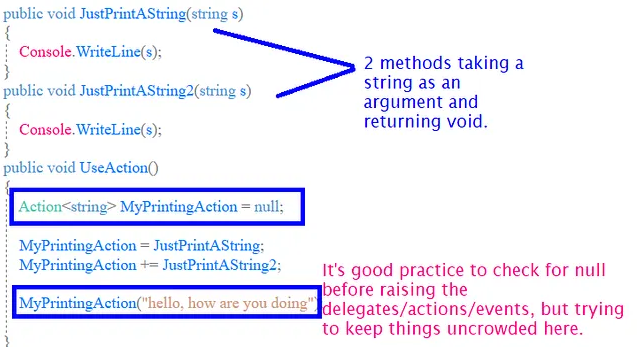 public void JustPrintAString(string s)
{
Console.WriteLine(s);
}
public void JustPrintAString2(string s)
{
Console.WriteLine(s);
}
public void UseAction()
{
Action<string> MyPrintingAction = null;
MyPrintingAction = JustPrintAString;
MyPrintingAction += JustPrintAString2;
MyPrintingAction("hello, how are you doing")
}
2 methods taking a
string as an
argument and
returning void.
It's good practice to check for null
before raising the
delegates/actions/events, but trying
to keep things uncrowded here.